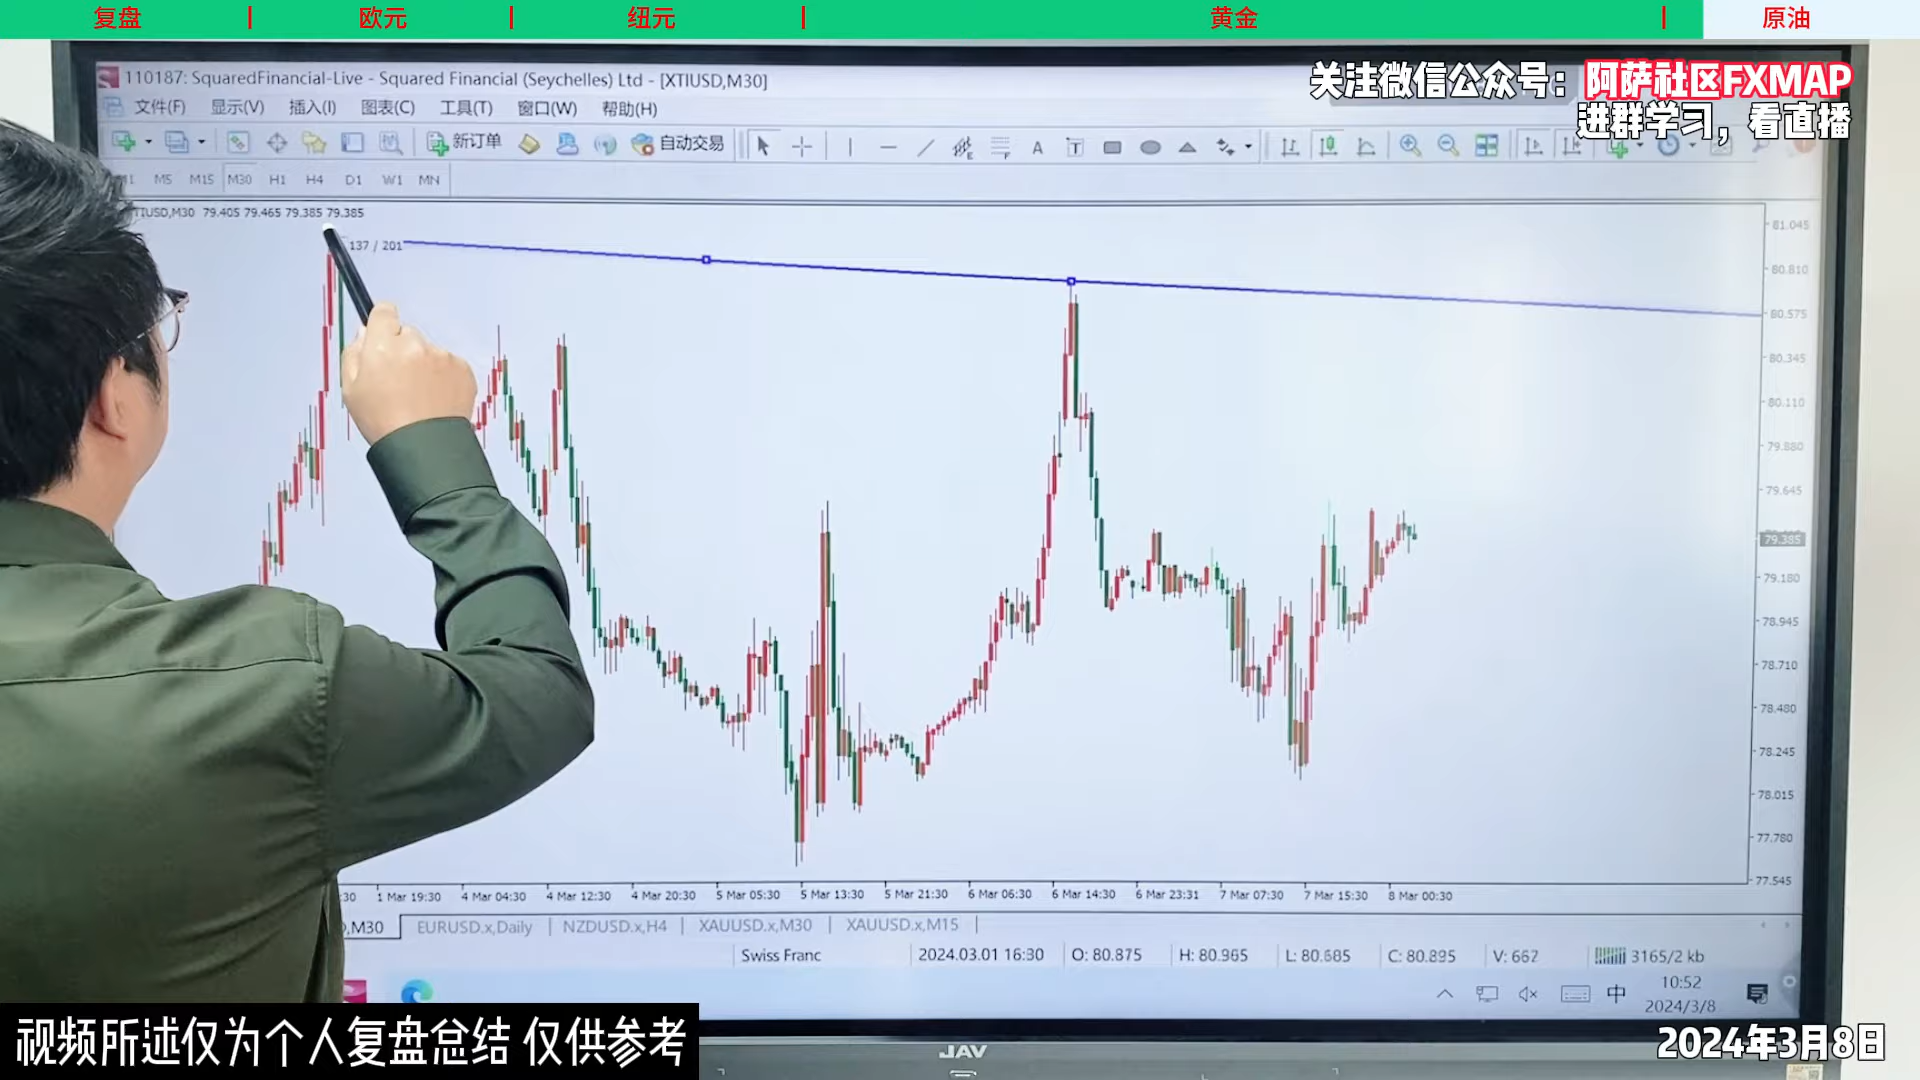 复盘 | 欧元 | 纽元 | 黄金 | 原油
110187: SquaredFinancial-Live - Squared Financial (Seychelles) Ltd - [XTIUSD,M30]
关注微信公众号：阿萨社区FXMAP
进群学习，看直播
文件(F) 显示(V) 插入(I) 图表(C) 工具(T) 窗口(W) 帮助(H)
新订单 自动交易
M5 M15 M30 H1 H4 D1 W1 MN
TIUSD,M30 79.405 79.465 79.385 79.385
137 / 201
81.045
80.810
80.575
80.345
80.110
79.880
79.645
79.385
79.180
78.945
78.710
78.480
78.245
78.015
77.780
77.545
:30 1 Mar 19:30 4 Mar 04:30 4 Mar 12:30 4 Mar 20:30 5 Mar 05:30 5 Mar 13:30 5 Mar 21:30 6 Mar 06:30 6 Mar 14:30 6 Mar 23:31 7 Mar 07:30 7 Mar 15:30 8 Mar 00:30
,M30 EURUSD.x,Daily NZDUSD.x,H4 XAUUSD.x,M30 XAUUSD.x,M15
Swiss Franc 2024.03.01 16:30 O: 80.875 H: 80.965 L: 80.685 C: 80.895 V: 662 3165/2 kb
中 10:52
2024/3/8
视频所述仅为个人复盘总结 仅供参考
JAV
2024年3月8日